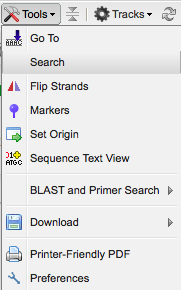 Tools Tracks
Go To
Search
Flip Strands
Markers
Set Origin
Sequence Text View
BLAST and Primer Search
Download
Printer-Friendly PDF
Preferences